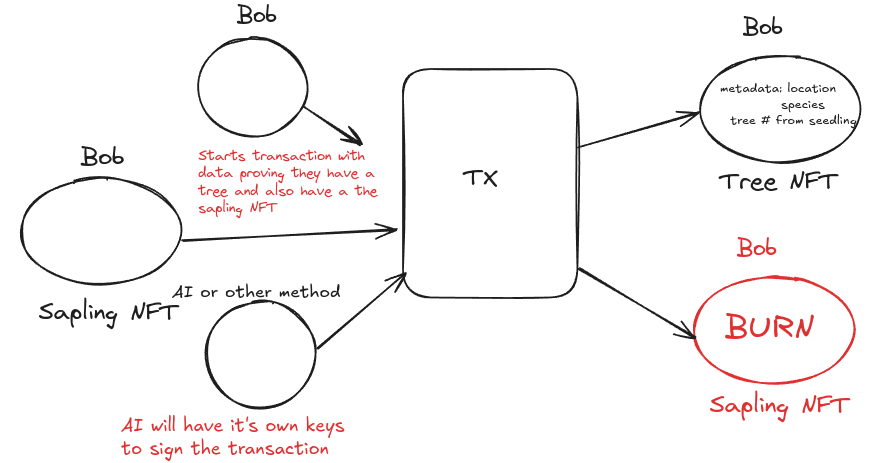 Bob
Starts transaction with
data proving they have a
tree and also have a the
sapling NFT
Bob
Sapling NFT
AI or other method
AI will have it's own keys
to sign the transaction
TX
Bob
metadata: location
species
tree # from seedling
Tree NFT
Bob
BURN
Sapling NFT